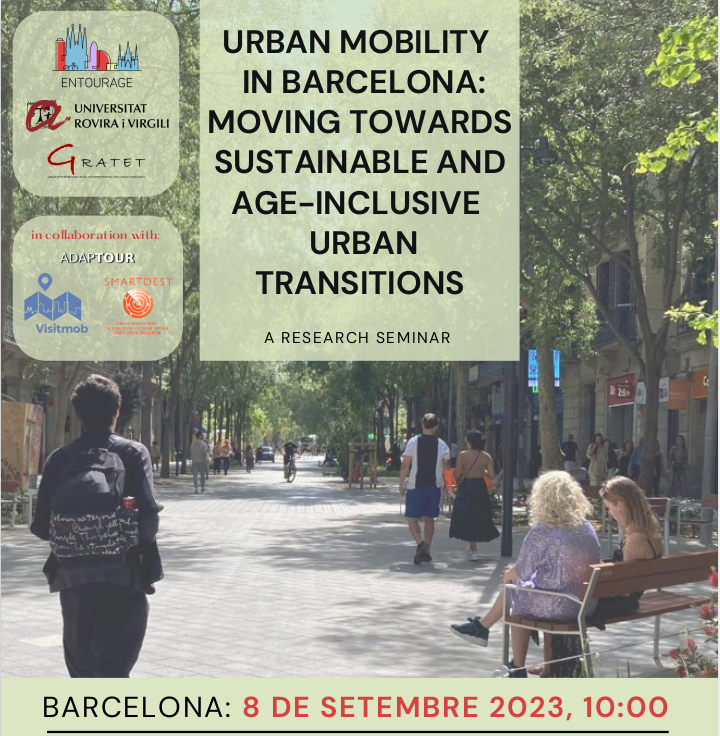 ENTOURAGE
UNIVERSITAT
ROVIRA i VIRGILI
GRATET
in collaboration with:
ADAPTOUR
SMARTDEST
Visitmob
URBAN MOBILITY
IN BARCELONA:
MOVING TOWARDS
SUSTAINABLE AND
AGE-INCLUSIVE
URBAN
TRANSITIONS
A RESEARCH SEMINAR
BARCELONA: 8 DE SETEMBRE 2023, 10:00